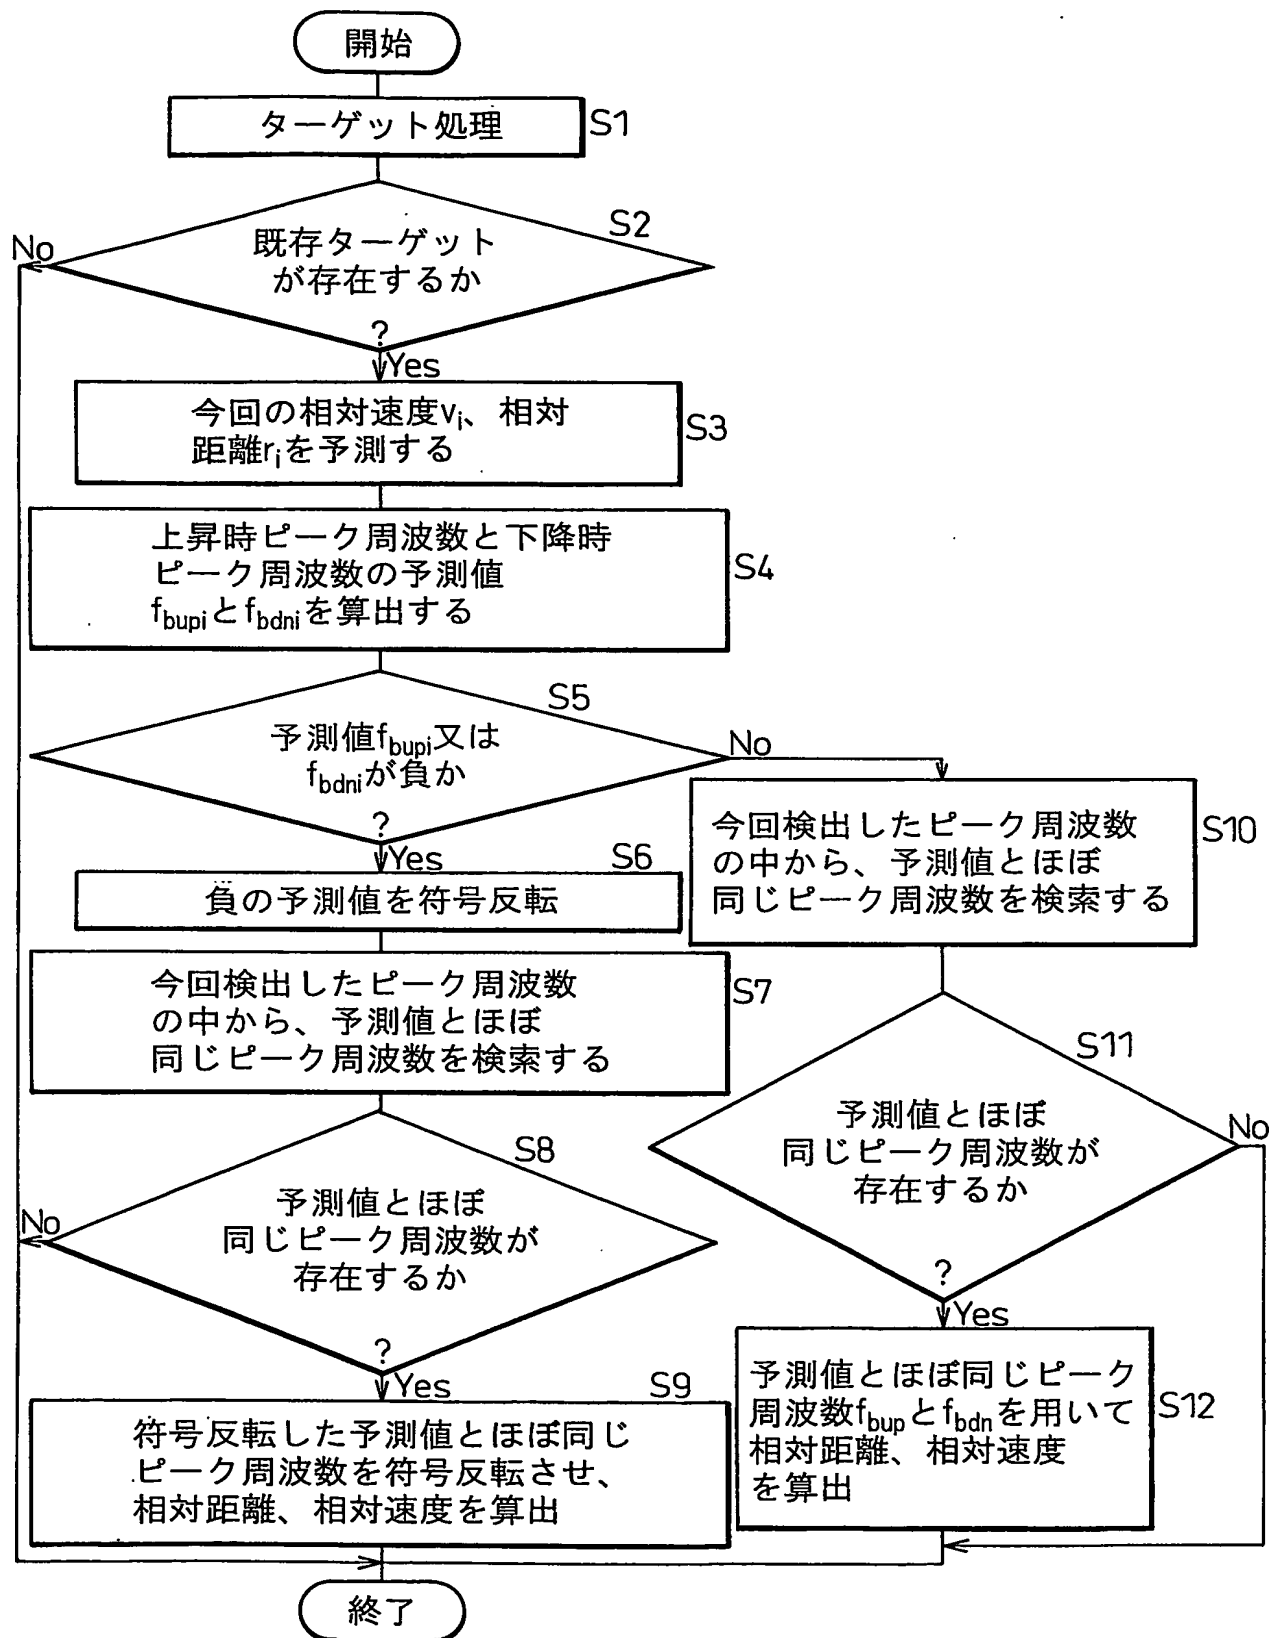 開始
ターゲット処理
S1
S2
No
既存ターゲット
が存在するか
?
Yes
今回の相対速度vi、相対
距離riを予測する
S3
上昇時ピーク周波数と下降時
ピーク周波数の予測値
fbupiとfbdniを算出する
S4
S5
予測値fbupi又は
fbdniが負か
?
No
Yes
S6
負の予測値を符号反転
今回検出したピーク周波数
の中から、予測値とほぼ
同じピーク周波数を検索する
S10
今回検出したピーク周波数
の中から、予測値とほぼ
同じピーク周波数を検索する
S7
S11
予測値とほぼ
同じピーク周波数が
存在するか
?
No
Yes
S8
予測値とほぼ
同じピーク周波数が
存在するか
?
No
Yes
S9
符号反転した予測値とほぼ同じ
ピーク周波数を符号反転させ、
相対距離、相対速度を算出
予測値とほぼ同じピーク
周波数fbupとfbdnを用いて
相対距離、相対速度
を算出
S12
終了